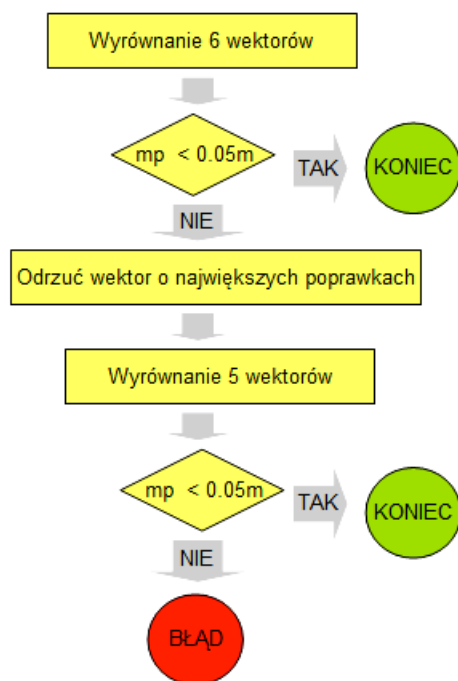 Wyrównanie 6 wektorów
mp < 0.05m
TAK
KONIEC
NIE
Odrzuć wektor o największych poprawkach
Wyrównanie 5 wektorów
mp < 0.05m
TAK
KONIEC
NIE
BŁĄD